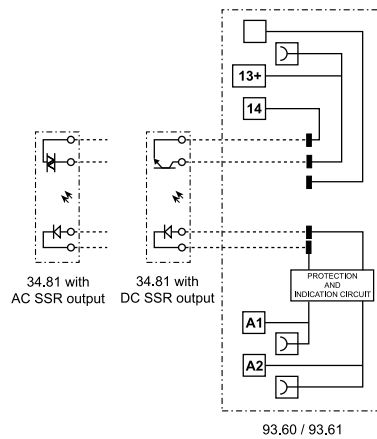 13+
14
34.81 with
AC SSR output
34.81 with
DC SSR output
PROTECTION
AND
INDICATION CIRCUIT
A1
A2
93.60 / 93.61